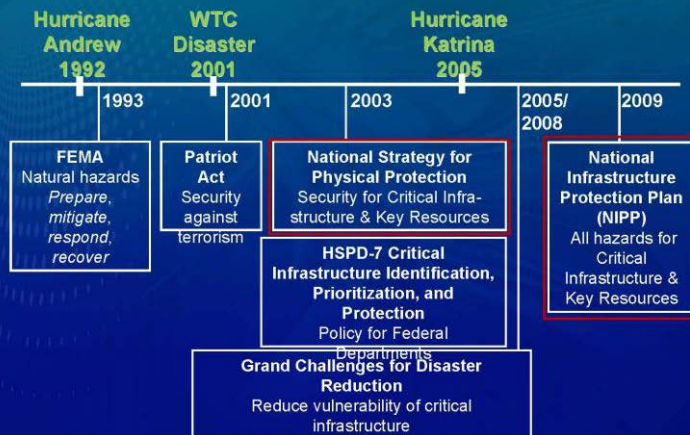 Hurricane
Andrew
1992
WTC
Disaster
2001
Hurricane
Katrina
2005
1993
2001
2003
2005/
2008
2009
FEMA
Natural hazards
Prepare,
mitigate,
respond,
recover
Patriot
Act
Security
against
terrorism
National Strategy for
Physical Protection
Security for Critical Infra-
structure & Key Resources
HSPD-7 Critical
Infrastructure Identification,
Prioritization, and
Protection
Policy for Federal
Departments
Grand Challenges for Disaster
Reduction
Reduce vulnerability of critical
infrastructure
National
Infrastructure
Protection Plan
(NIPP)
All hazards for
Critical
Infrastructure &
Key Resources